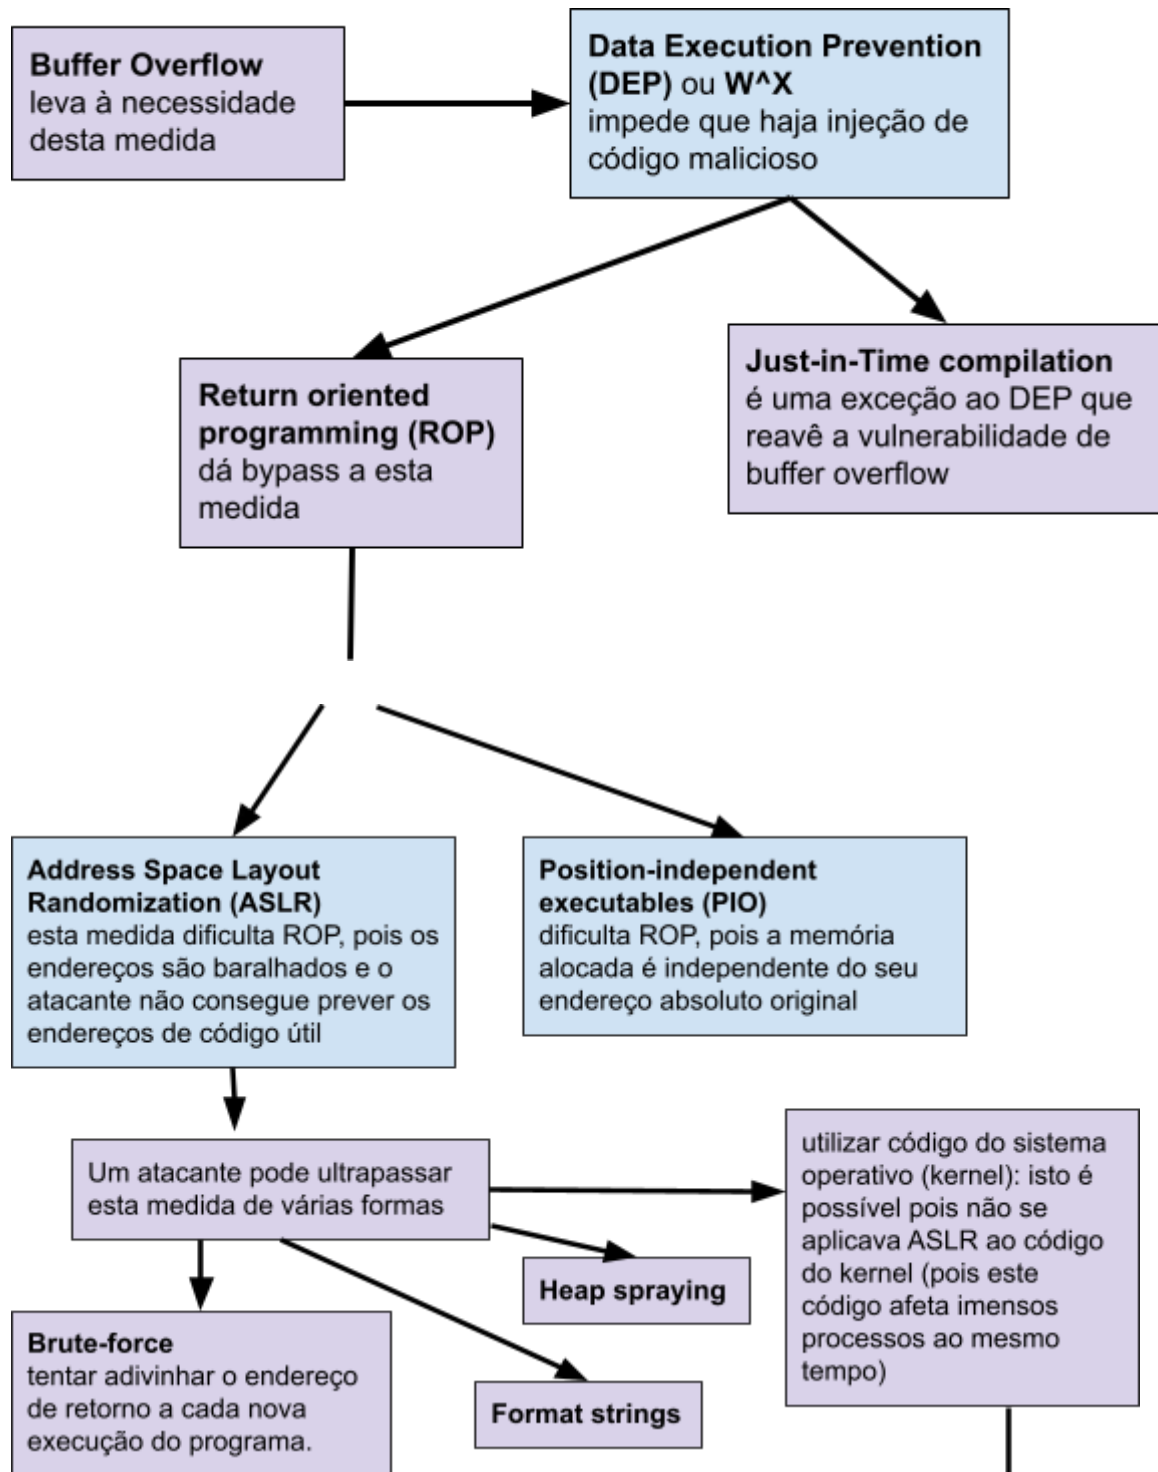 Buffer Overflow
leva à necessidade
desta medida
Data Execution Prevention
(DEP) ou W^X
impede que haja injeção de
código malicioso
Return oriented
programming (ROP)
dá bypass a esta
medida
Just-in-Time compilation
é uma exceção ao DEP que
reavê a vulnerabilidade de
buffer overflow
Address Space Layout
Randomization (ASLR)
esta medida dificulta ROP, pois os
endereços são baralhados e o
atacante não consegue prever os
endereços de código útil
Position-independent
executables (PIO)
dificulta ROP, pois a memória
alocada é independente do seu
endereço absoluto original
Um atacante pode ultrapassar
esta medida de várias formas
utilizar código do sistema
operativo (kernel): isto é
possível pois não se
aplicava ASLR ao código
do kernel (pois este
código afeta imensos
processos ao mesmo
tempo)
Heap spraying
Brute-force
tentar adivinhar o endereço
de retorno a cada nova
execução do programa.
Format strings